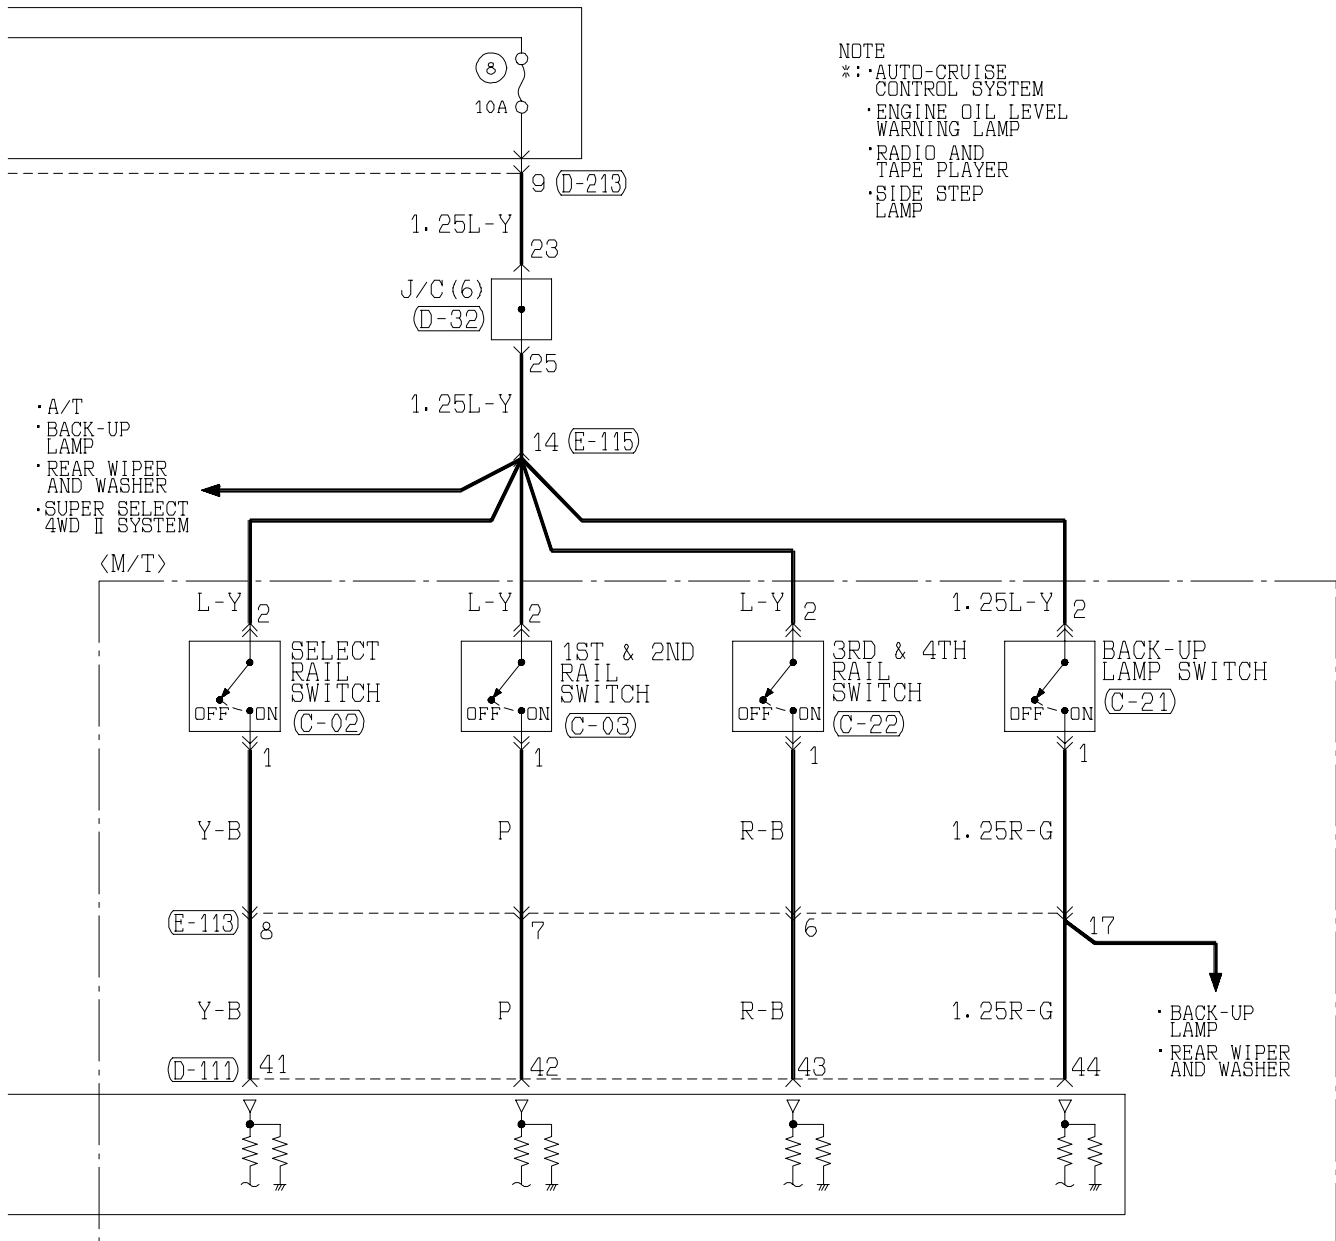 NOTE
*:·AUTO-CRUISE
CONTROL SYSTEM
·ENGINE OIL LEVEL
WARNING LAMP
·RADIO AND
TAPE PLAYER
·SIDE STEP
LAMP
8
10A
9 (D-213)
1.25L-Y
23
J/C(6)
(D-32)
25
1.25L-Y
14 (E-115)
·A/T
·BACK-UP
LAMP
·REAR WIPER
AND WASHER
·SUPER SELECT
4WD Ⅱ SYSTEM
〈M/T〉
L-Y 2
L-Y 2
L-Y 2
1.25L-Y 2
SELECT
RAIL
SWITCH
(C-02)
OFF ON
1ST & 2ND
RAIL
SWITCH
(C-03)
OFF ON
3RD & 4TH
RAIL
SWITCH
(C-22)
OFF ON
BACK-UP
LAMP SWITCH
(C-21)
OFF ON
1
1
1
1
Y-B
P
R-B
1.25R-G
(E-113) 8
7
6
17
Y-B
P
R-B
1.25R-G
·BACK-UP
LAMP
·REAR WIPER
AND WASHER
(D-111) 41
42
43
44